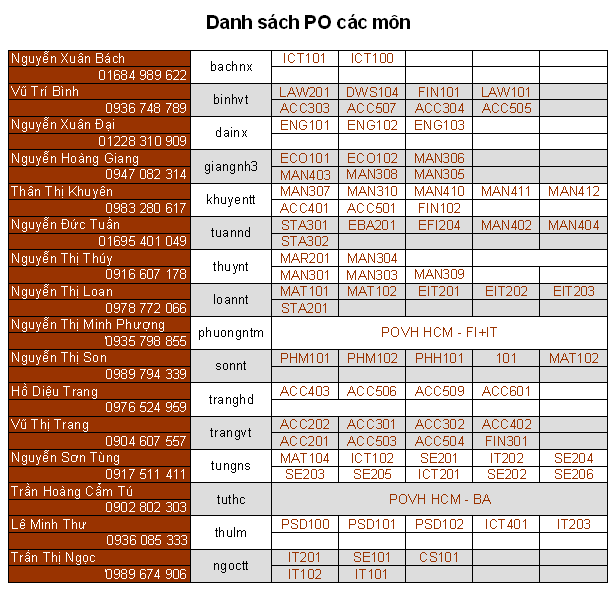 Danh sách PO các môn
Nguyễn Xuân Bách bachnx ICT101 ICT100
01684 989 622
Vũ Trí Bình binhvt LAW201 DWS104 FIN101 LAW101
0936 748 789 ACC303 ACC507 ACC304 ACC505
Nguyễn Xuân Đại dainx ENG101 ENG102 ENG103
01228 310 909
Nguyễn Hoàng Giang giangnh3 ECO101 ECO102 MAN306
0947 082 314 MAN403 MAN308 MAN305
Thân Thị Khuyên khuyentt MAN307 MAN310 MAN410 MAN411 MAN412
0983 280 617 ACC401 ACC501 FIN102
Nguyễn Đức Tuân tuannd STA301 EBA201 EFI204 MAN402 MAN404
01695 401 049 STA302
Nguyễn Thị Thúy thuynt MAR201 MAN304
0916 607 178 MAN301 MAN303 MAN309
Nguyễn Thị Loan loannt MAT101 MAT102 EIT201 EIT202 EIT203
0978 772 066 STA201
Nguyễn Thị Minh Phượng phuongntm POVH HCM - FI+IT
'0935 798 855
Nguyễn Thị Son sonnt PHM101 PHM102 PHH101 101 MAT102
0989 794 339
Hồ Diệu Trang tranghd ACC403 ACC506 ACC509 ACC601
0976 524 959
Vũ Thị Trang trangvt ACC202 ACC301 ACC302 ACC402
0904 607 557 ACC201 ACC503 ACC504 FIN301
Nguyễn Sơn Tùng tungns MAT104 ICT102 SE201 IT202 SE204
0917 511 411 SE203 SE205 ICT201 SE202 SE206
Trần Hoàng Cẩm Tú tuthc POVH HCM - BA
0902 802 303
Lê Minh Thư thulm PSD100 PSD101 PSD102 ICT401 IT203
0936 085 333
Trần Thị Ngọc ngoctt IT201 SE101 CS101
'0989 674 906 IT102 IT101